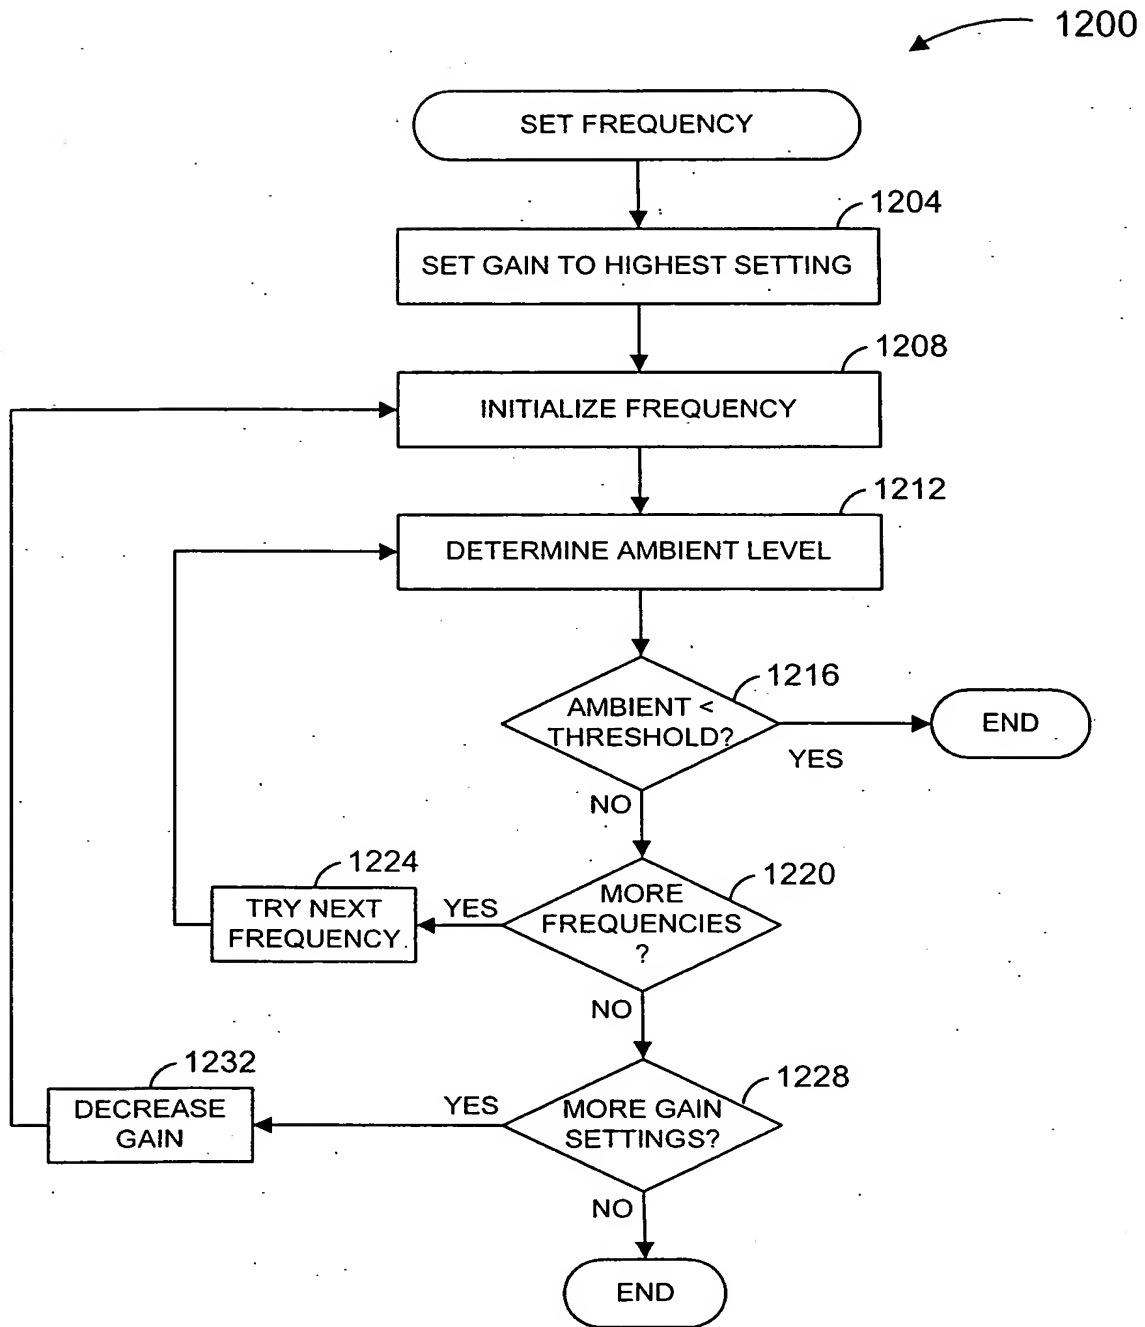 1200
SET FREQUENCY
1204
SET GAIN TO HIGHEST SETTING
1208
INITIALIZE FREQUENCY
1212
DETERMINE AMBIENT LEVEL
1216
AMBIENT <
THRESHOLD?
YES
END
NO
1220
MORE
FREQUENCIES
?
YES
1224
TRY NEXT
FREQUENCY
NO
1228
MORE GAIN
SETTINGS?
YES
1232
DECREASE
GAIN
NO
END